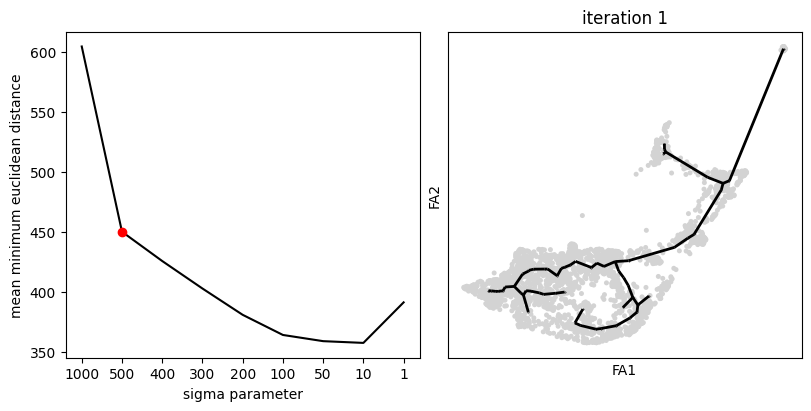 iteration 1
600
550
500
450
400
350
mean minimum euclidean distance
1000 500 400 300 200 100 50 10 1
sigma parameter
FA2
FA1